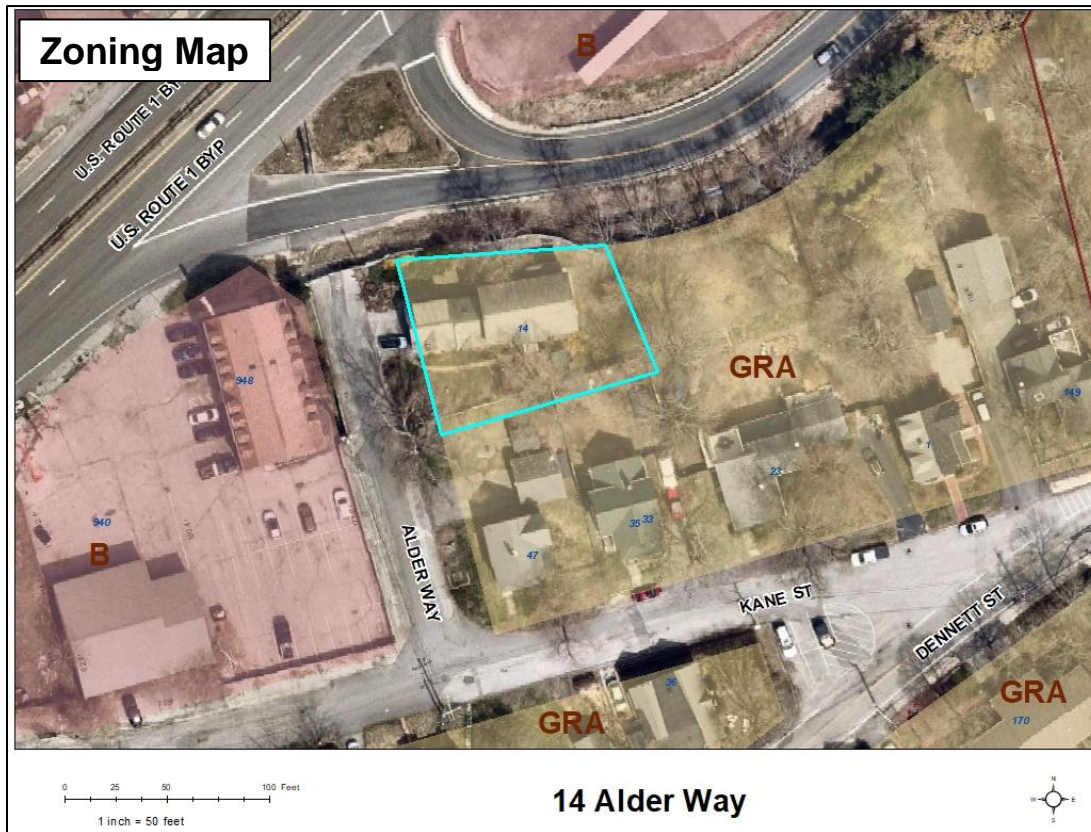 Zoning Map
B
U.S. ROUTE 1 BYP
U.S. ROUTE 1 BYP
14
GRA
948
149
1
23
35 33
47
940
B
ALDER WAY
KANE ST
DENNETT ST
36
GRA
GRA
170
0 25 50 100 Feet
1 inch = 50 feet
14 Alder Way
N
W E
S